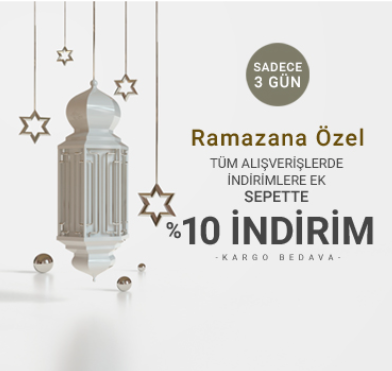 SADECE
3 GÜN
Ramazana Özel
TÜM ALIŞVERİŞLERDE
İNDİRİMLERE EK
SEPETTE
%10 İNDİRİM
-KARGO BEDAVA-